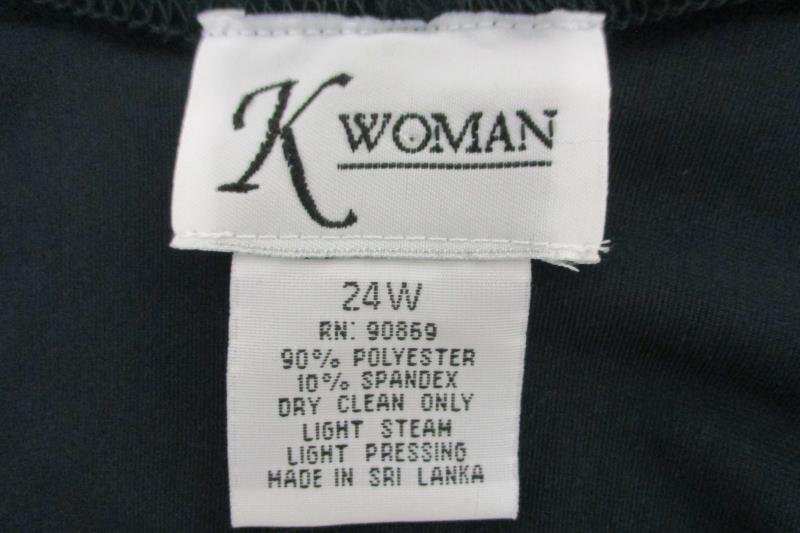 K WOMAN
24W
RN: 90869
90% POLYESTER
10% SPANDEX
DRY CLEAN ONLY
LIGHT STEAM
LIGHT PRESSING
MADE IN SRI LANKA